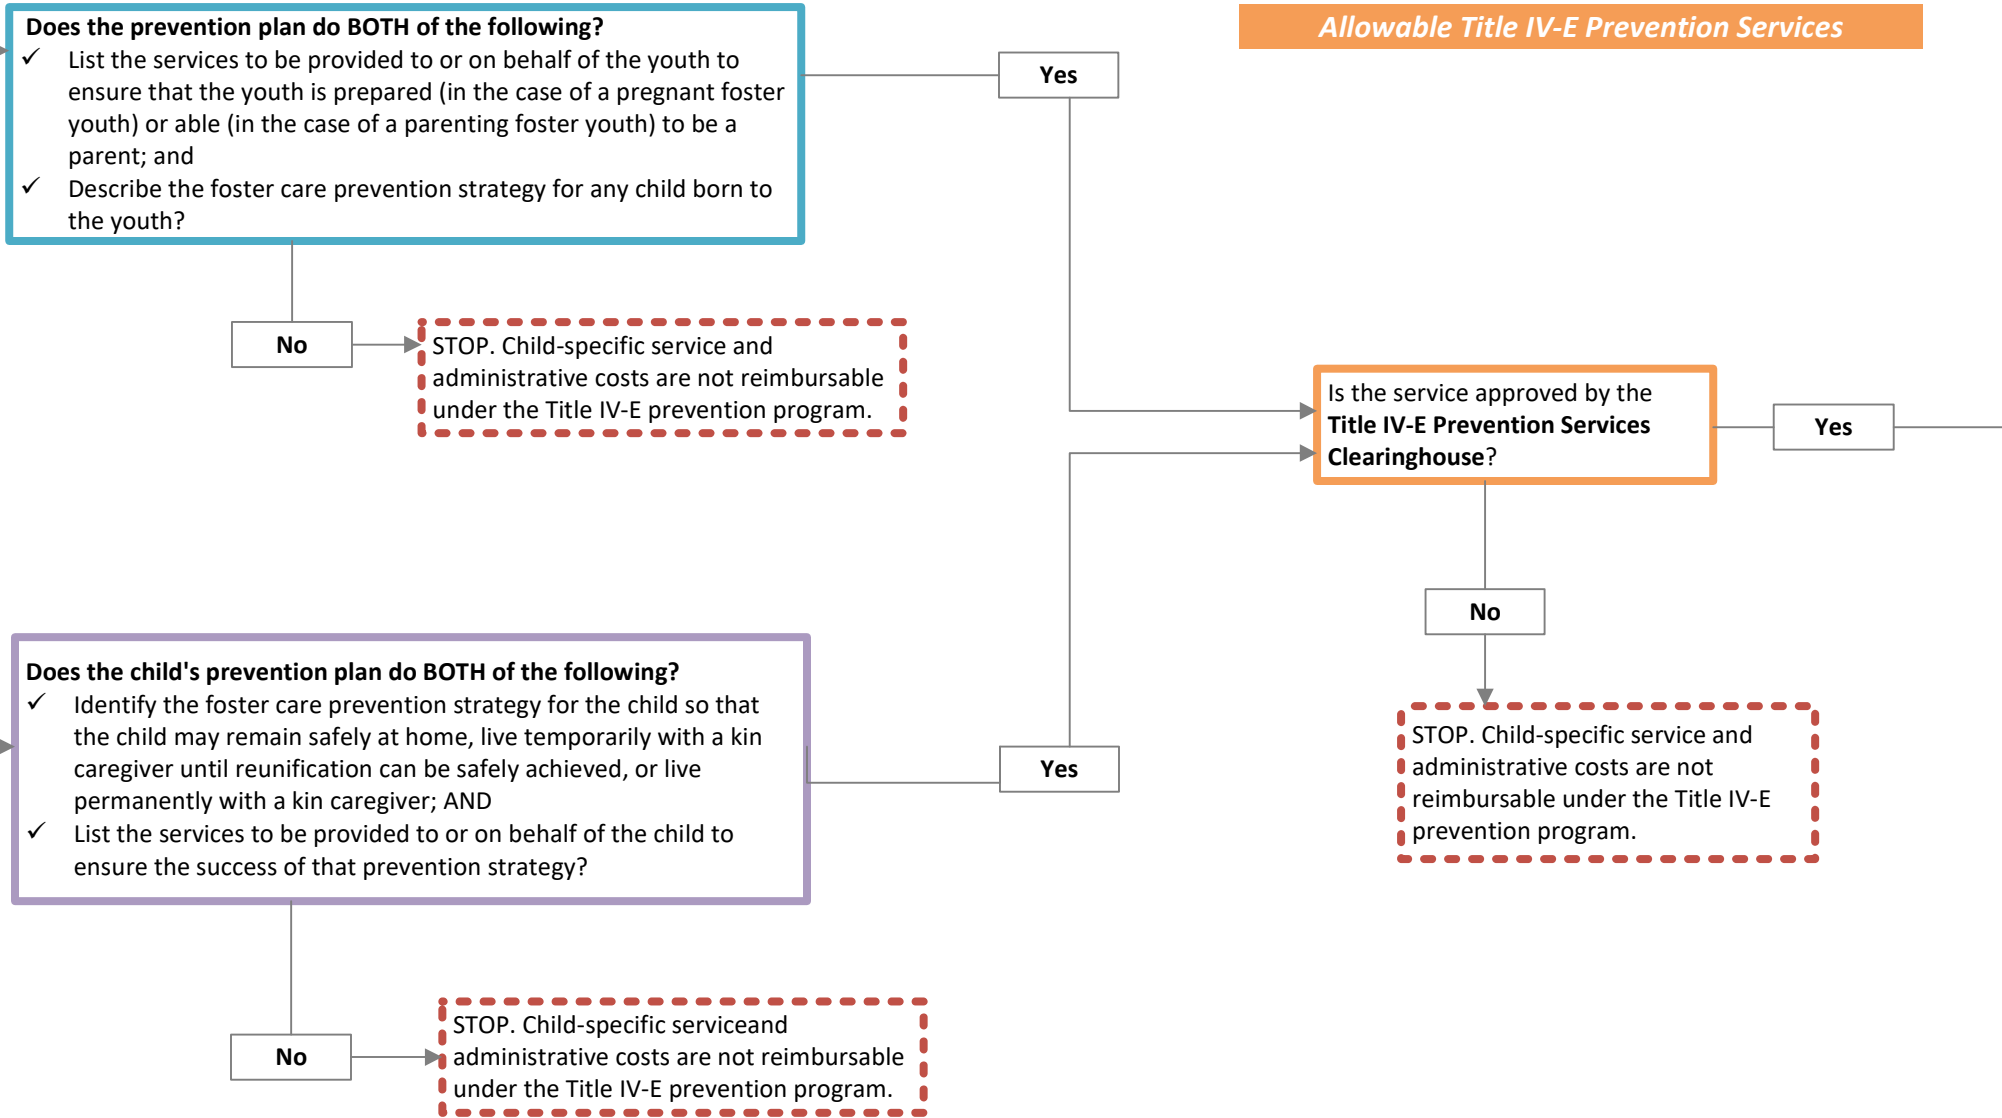 Does the prevention plan do BOTH of the following?
✓ List the services to be provided to or on behalf of the youth to
ensure that the youth is prepared (in the case of a pregnant foster
youth) or able (in the case of a parenting foster youth) to be a
parent; and
✓ Describe the foster care prevention strategy for any child born to
the youth?
Yes
Allowable Title IV-E Prevention Services
No
STOP. Child-specific service and
administrative costs are not reimbursable
under the Title IV-E prevention program.
Is the service approved by the
Title IV-E Prevention Services
Clearinghouse?
Yes
No
STOP. Child-specific service and
administrative costs are not
reimbursable under the Title IV-E
prevention program.
Does the child's prevention plan do BOTH of the following?
✓ Identify the foster care prevention strategy for the child so that
the child may remain safely at home, live temporarily with a kin
caregiver until reunification can be safely achieved, or live
permanently with a kin caregiver; AND
✓ List the services to be provided to or on behalf of the child to
ensure the success of that prevention strategy?
Yes
No
STOP. Child-specific serviceand
administrative costs are not reimbursable
under the Title IV-E prevention program.